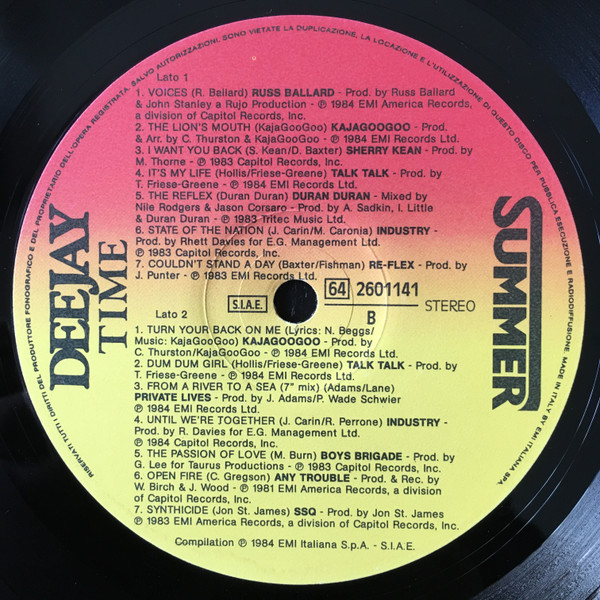 RISERVATI TUTTI I DIRITTI DEL PRODUTTORE FONOGRAFICO E DEL PROPRIETARIO DELL'OPERA REGISTRATA. SALVO AUTORIZZAZIONI, SONO VIETATE LA DUPLICAZIONE, LA LOCAZIONE E L'UTILIZZAZIONE DI QUESTO DISCO PER PUBBLICA ESECUZIONE E RADIODIFFUSIONE. MADE IN ITALY BY EMI ITALIANA SPA
DEEJAY
TIME
SUMMER
Lato 1
1. VOICES (R. Ballard) RUSS BALLARD - Prod. by Russ Ballard
& John Stanley a Rujo Production - ℗ 1984 EMI America Records,
a division of Capitol Records, Inc.
2. THE LION'S MOUTH (KajaGooGoo) KAJAGOOGOO - Prod.
& Arr. by C. Thurston & KajaGooGoo - ℗ 1984 EMI Records Ltd.
3. I WANT YOU BACK (S. Kean/D. Baxter) SHERRY KEAN - Prod. by
M. Thorne - ℗ 1983 Capitol Records, Inc.
4. IT'S MY LIFE (Hollis/Friese-Greene) TALK TALK - Prod. by
T. Friese-Greene - ℗ 1984 EMI Records Ltd.
5. THE REFLEX (Duran Duran) DURAN DURAN - Mixed by
Nile Rodgers & Jason Corsaro - Prod. by A. Sadkin, I. Little
& Duran Duran - ℗ 1983 Tritec Music Ltd.
6. STATE OF THE NATION (J. Carin/M. Caronia) INDUSTRY -
Prod. by Rhett Davies for E.G. Management Ltd.
℗ 1983 Capitol Records, Inc.
7. COULDN'T STAND A DAY (Baxter/Fishman) RE-FLEX - Prod. by
J. Punter - ℗ 1983 EMI Records Ltd.
S.I.A.E.
64 2601141
B
STEREO
Lato 2
1. TURN YOUR BACK ON ME (Lyrics: N. Beggs/
Music: KajaGooGoo) KAJAGOOGOO - Prod. by
C. Thurston/KajaGooGoo - ℗ 1984 EMI Records Ltd.
2. DUM DUM GIRL (Hollis/Friese-Greene) TALK TALK - Prod. by
T. Friese-Greene - ℗ 1984 EMI Records Ltd.
3. FROM A RIVER TO A SEA (7" mix) (Adams/Lane)
PRIVATE LIVES - Prod. by J. Adams/P. Wade Schwier
℗ 1984 EMI Records Ltd.
4. UNTIL WE'RE TOGETHER (J. Carin/R. Perrone) INDUSTRY -
Prod. by R. Davies for E.G. Management Ltd.
℗ 1984 Capitol Records, Inc.
5. THE PASSION OF LOVE (M. Burn) BOYS BRIGADE - Prod. by
G. Lee for Taurus Productions - ℗ 1983 Capitol Records, Inc.
6. OPEN FIRE (C. Gregson) ANY TROUBLE - Prod. & Rec. by
W. Birch & J. Wood - ℗ 1981 EMI America Records, a division
of Capitol Records, Inc.
7. SYNTHICIDE (Jon St. James) SSQ - Prod. by Jon St. James
℗ 1983 EMI America Records, a division of Capitol Records, Inc.
Compilation ℗ 1984 EMI Italiana S.p.A. - S.I.A.E.